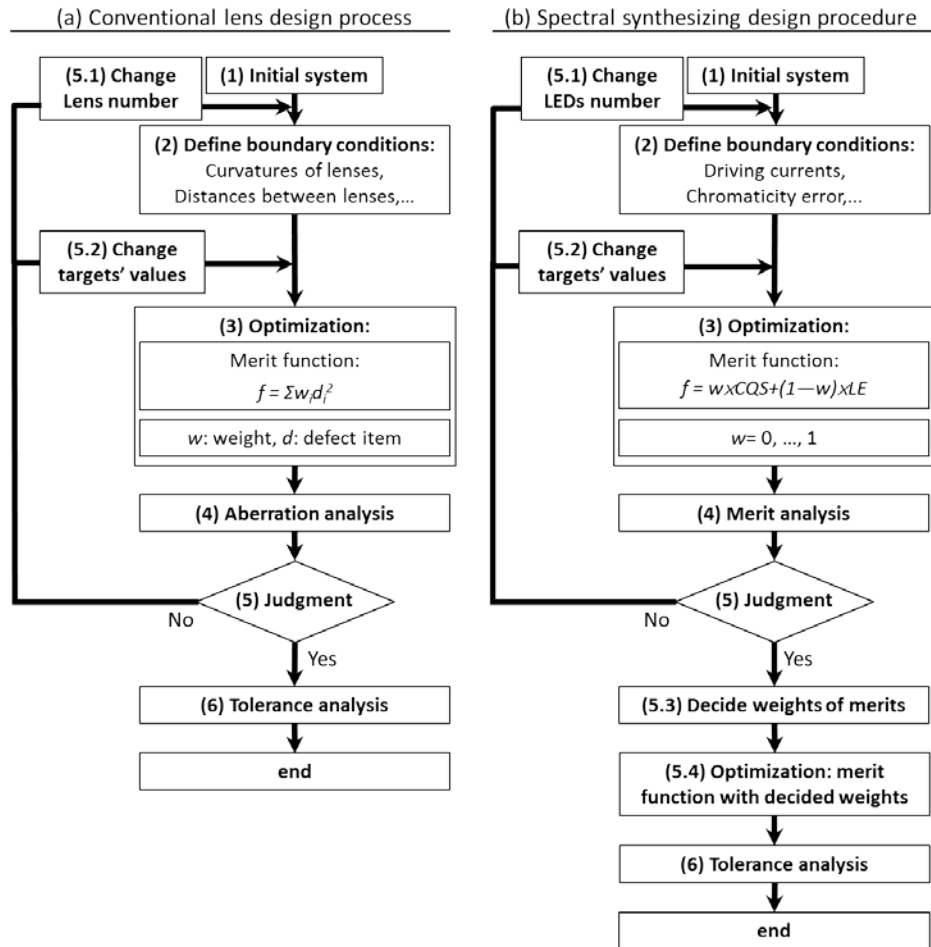 (a) Conventional lens design process
(5.1) Change
Lens number
(1) Initial system
(2) Define boundary conditions:
Curvatures of lenses,
Distances between lenses,...
(5.2) Change
targets' values
(3) Optimization:
Merit function:
f = Σwᵢdᵢ²
w: weight, d: defect item
(4) Aberration analysis
(5) Judgment
No
Yes
(6) Tolerance analysis
end
(b) Spectral synthesizing design procedure
(5.1) Change
LEDs number
(1) Initial system
(2) Define boundary conditions:
Driving currents,
Chromaticity error,...
(5.2) Change
targets' values
(3) Optimization:
Merit function:
f = w×CQS+(1—w)×LE
w= 0, ..., 1
(4) Merit analysis
(5) Judgment
No
Yes
(5.3) Decide weights of merits
(5.4) Optimization: merit
function with decided weights
(6) Tolerance analysis
end